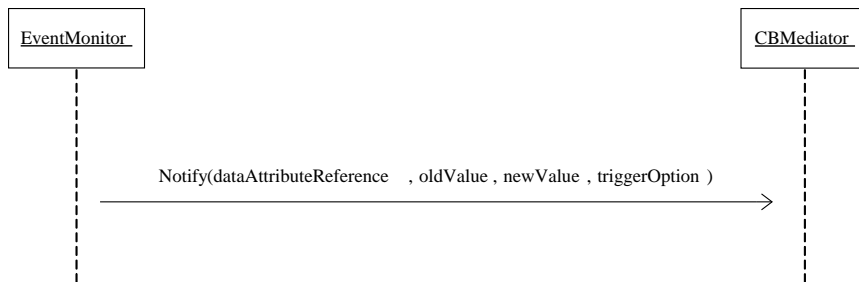 EventMonitor
CBMediator
Notify(dataAttributeReference , oldValue , newValue , triggerOption )